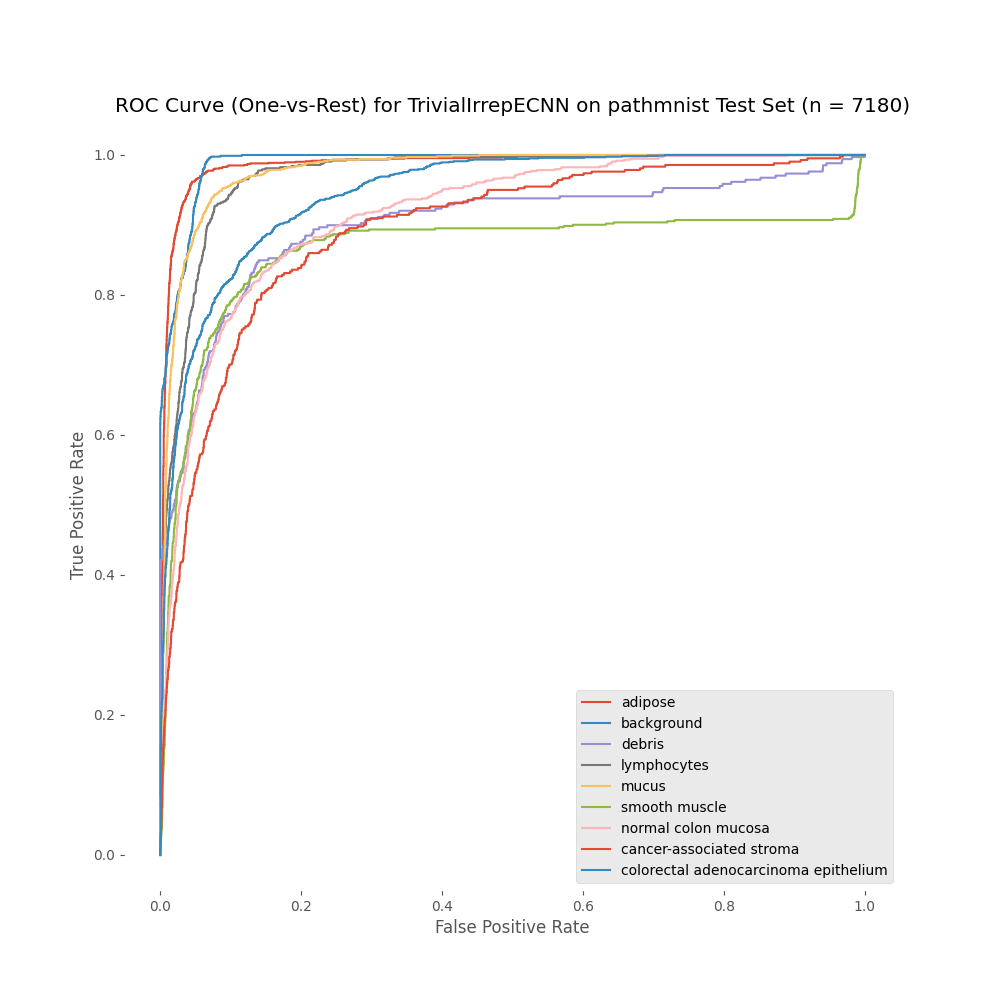 ROC Curve (One-vs-Rest) for TrivialIrrepECNN on pathmnist Test Set (n = 7180)
1.0
0.8
0.6
0.4
0.2
0.0
True Positive Rate
adipose
background
debris
lymphocytes
mucus
smooth muscle
normal colon mucosa
cancer-associated stroma
colorectal adenocarcinoma epithelium
0.0 0.2 0.4 0.6 0.8 1.0
False Positive Rate